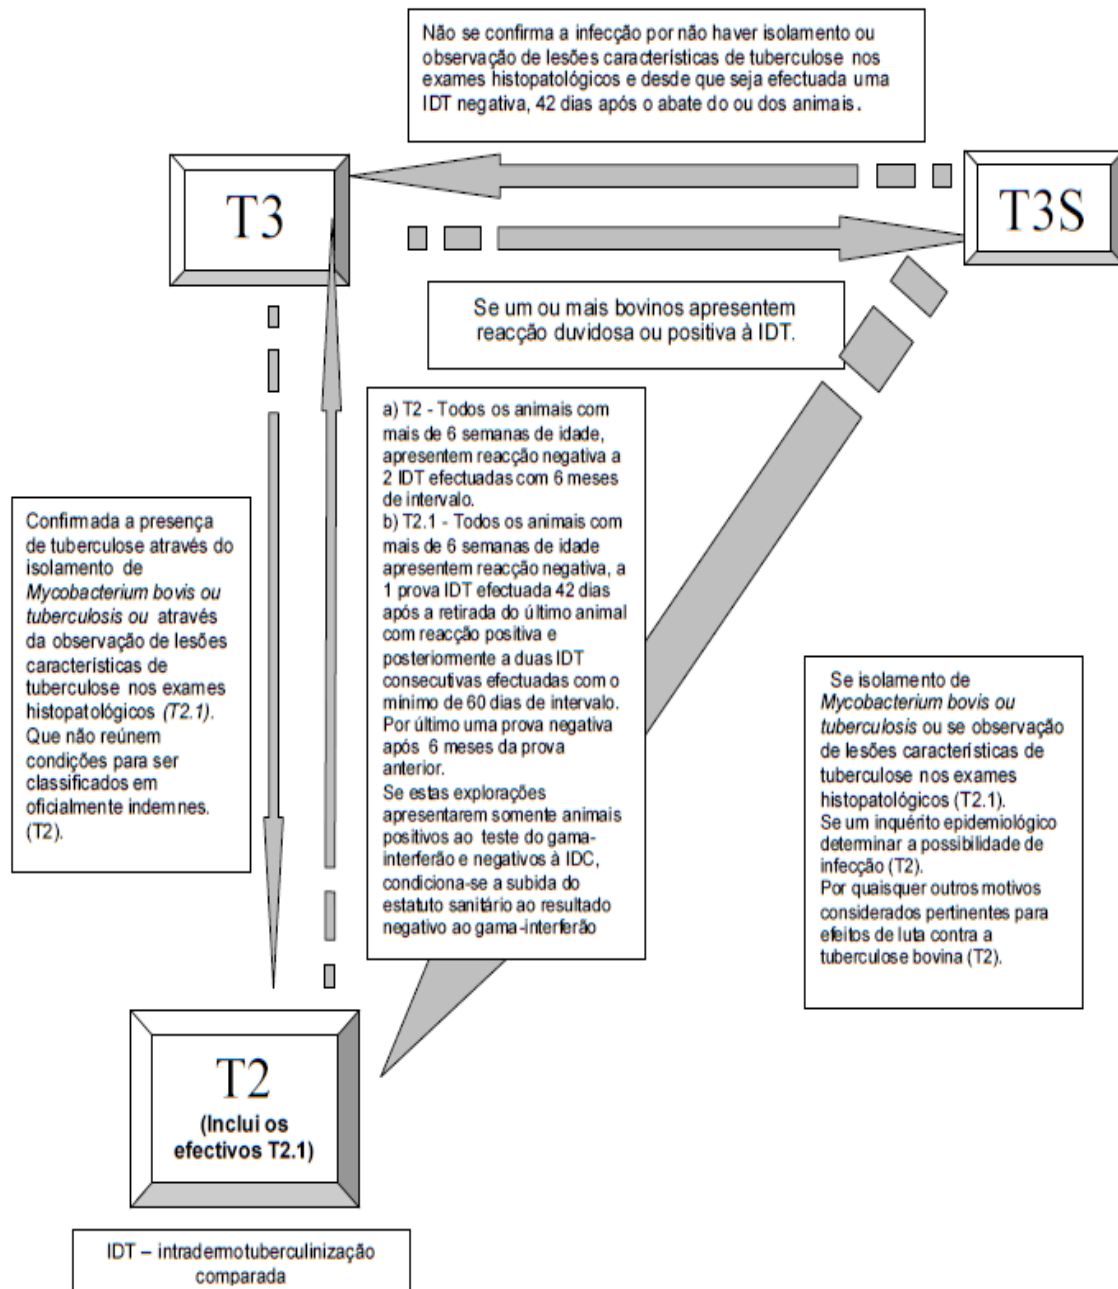 Não se confirma a infecção por não haver isolamento ou
observação de lesões características de tuberculose nos
exames histopatológicos e desde que seja efectuada uma
IDT negativa, 42 dias após o abate do ou dos animais.
T3
T3S
Se um ou mais bovinos apresentem
reacção duvidosa ou positiva à IDT.
a) T2 - Todos os animais com
mais de 6 semanas de idade,
apresentem reacção negativa a
2 IDT efectuadas com 6 meses
de intervalo.
b) T2.1 - Todos os animais com
mais de 6 semanas de idade
apresentem reacção negativa, a
1 prova IDT efectuada 42 dias
após a retirada do último animal
com reacção positiva e
posteriormente a duas IDT
consecutivas efectuadas com o
mínimo de 60 dias de intervalo.
Por último uma prova negativa
após 6 meses da prova
anterior.
Se estas explorações
apresentarem somente animais
positivos ao teste do gama-
interferão e negativos à IDC,
condiciona-se a subida do
estatuto sanitário ao resultado
negativo ao gama-interferão
Confirmada a presença
de tuberculose através do
isolamento de
Mycobacterium bovis ou
tuberculosis ou através
da observação de lesões
características de
tuberculose nos exames
histopatológicos (T2.1).
Que não reúnem
condições para ser
classificados em
oficialmente indemnes.
(T2).
Se isolamento de
Mycobacterium bovis ou
tuberculosis ou se observação
de lesões características de
tuberculose nos exames
histopatológicos (T2.1).
Se um inquérito epidemiológico
determinar a possibilidade de
infecção (T2).
Por quaisquer outros motivos
considerados pertinentes para
efeitos de luta contra a
tuberculose bovina (T2).
T2
(Inclui os
efectivos T2.1)
IDT – intradermotuberculinização
comparada